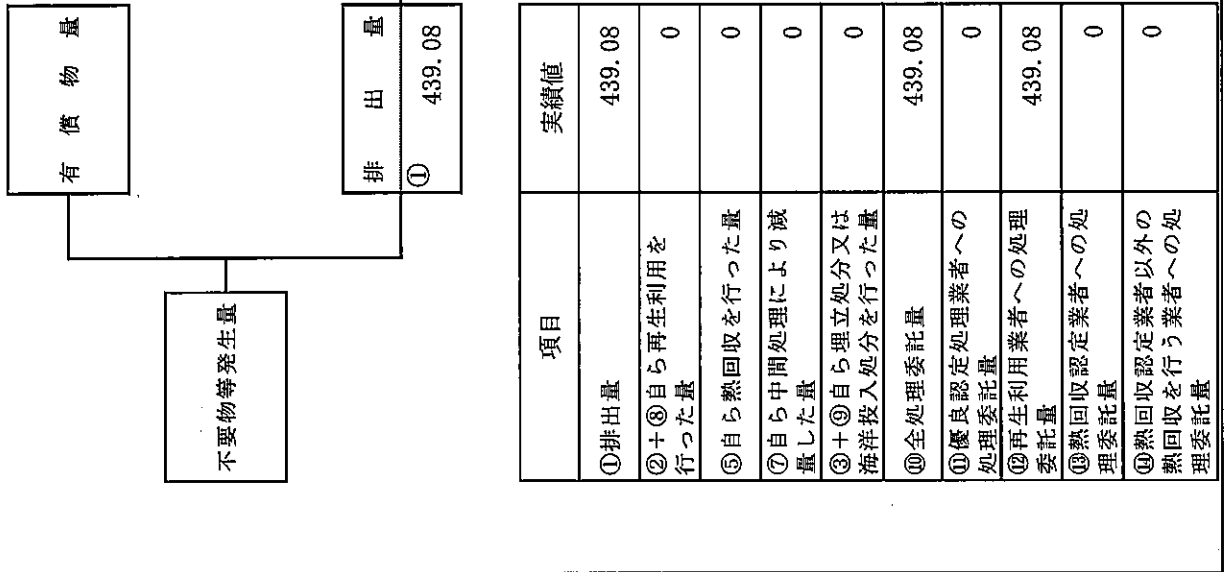 不要物等発生量
有償物量
排出量
① 439.08
項目 実績値
①排出量 439.08
②+⑧自ら再生利用を
行った量 0
⑤自ら熱回収を行った量 0
⑦自ら中間処理により減
量した量 0
③+⑨自ら埋立処分又は
海洋投入処分を行った量 0
⑩全処理委託量 439.08
⑪優良認定処理業者への
処理委託量 0
⑫再生利用業者への処理
委託量 439.08
⑬熱回収認定業者への処
理委託量 0
⑭熱回収認定業者以外の
熱回収を行う業者への処
理委託量 0